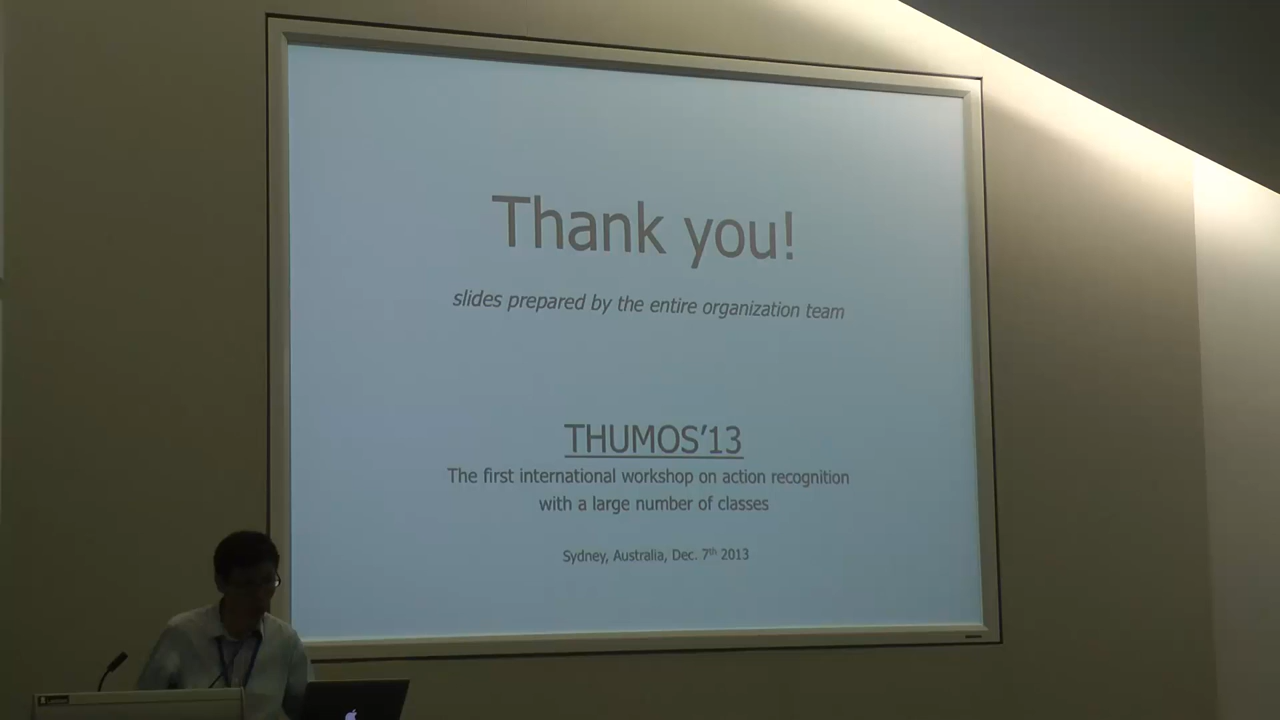 Thank you!
slides prepared by the entire organization team
THUMOS'13
The first international workshop on action recognition
with a large number of classes
Sydney, Australia, Dec. 7th 2013